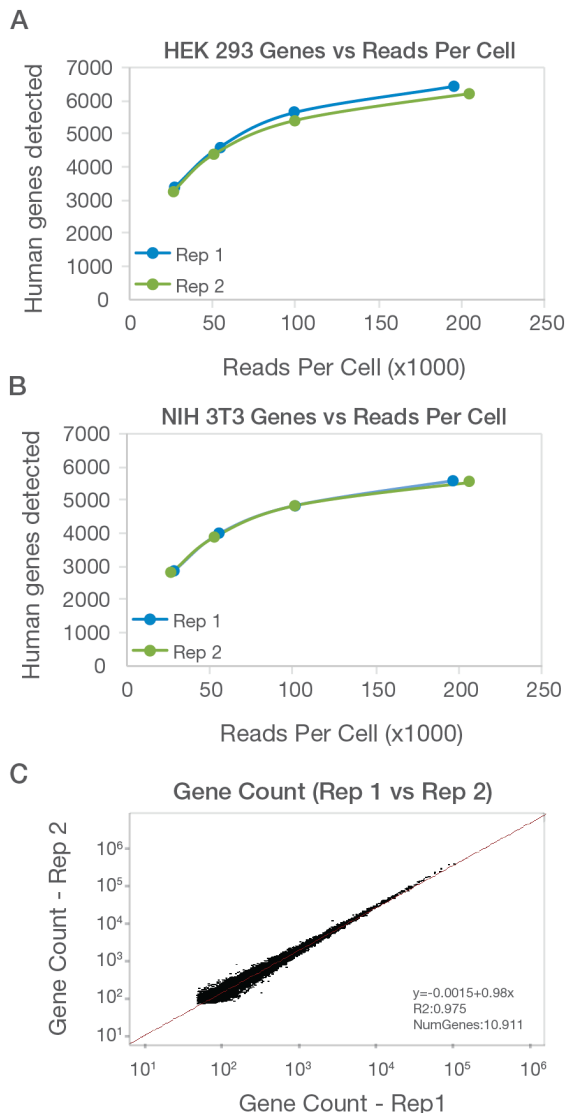 A
HEK 293 Genes vs Reads Per Cell
Human genes detected
7000
6000
5000
4000
3000
2000
1000
0
Rep 1
Rep 2
0 50 100 150 200 250
Reads Per Cell (x1000)
B
NIH 3T3 Genes vs Reads Per Cell
Human genes detected
7000
6000
5000
4000
3000
2000
1000
0
Rep 1
Rep 2
0 50 100 150 200 250
Reads Per Cell (x1000)
C
Gene Count (Rep 1 vs Rep 2)
Gene Count - Rep 2
10⁶
10⁵
10⁴
10³
10²
10¹
y=-0.0015+0.98x
R2:0.975
NumGenes:10.911
10¹ 10² 10³ 10⁴ 10⁵ 10⁶
Gene Count - Rep1